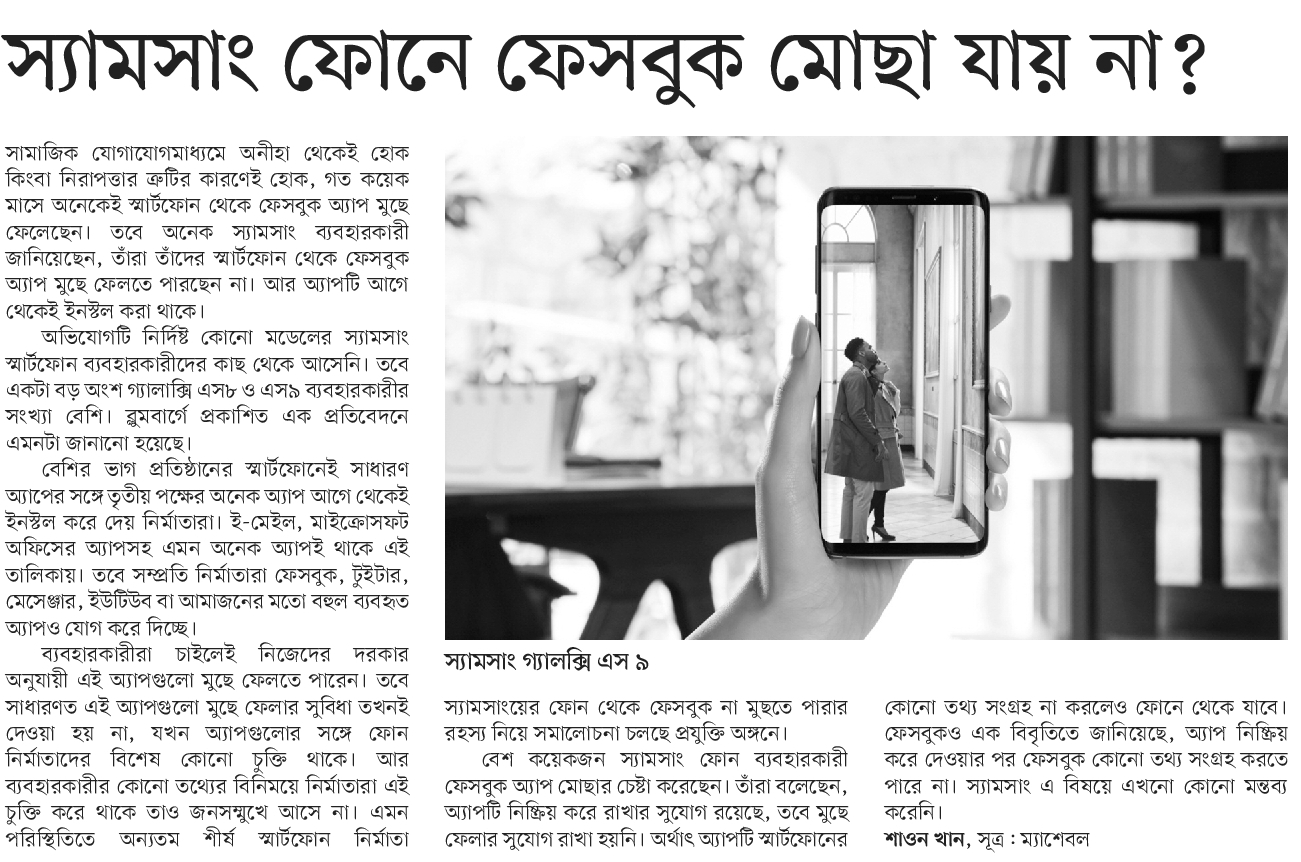 স্যামসাং ফোনে ফেসবুক মোছা যায় না?
সামাজিক যোগাযোগমাধ্যমে অনীহা থেকেই হোক
কিংবা নিরাপত্তার ত্রুটির কারণেই হোক, গত কয়েক
মাসে অনেকেই স্মার্টফোন থেকে ফেসবুক অ্যাপ মুছে
ফেলেছেন। তবে অনেক স্যামসাং ব্যবহারকারী
জানিয়েছেন, তাঁরা তাঁদের স্মার্টফোন থেকে ফেসবুক
অ্যাপ মুছে ফেলতে পারছেন না। আর অ্যাপটি আগে
থেকেই ইনস্টল করা থাকে।
অভিযোগটি নির্দিষ্ট কোনো মডেলের স্যামসাং
স্মার্টফোন ব্যবহারকারীদের কাছ থেকে আসেনি। তবে
একটা বড় অংশ গ্যালাক্সি এস৮ ও এস৯ ব্যবহারকারীর
সংখ্যা বেশি। ব্লুমবার্গে প্রকাশিত এক প্রতিবেদনে
এমনটা জানানো হয়েছে।
বেশির ভাগ প্রতিষ্ঠানের স্মার্টফোনেই সাধারণ
অ্যাপের সঙ্গে তৃতীয় পক্ষের অনেক অ্যাপ আগে থেকেই
ইনস্টল করে দেয় নির্মাতারা। ই-মেইল, মাইক্রোসফট
অফিসের অ্যাপসহ এমন অনেক অ্যাপই থাকে এই
তালিকায়। তবে সম্প্রতি নির্মাতারা ফেসবুক, টুইটার,
মেসেঞ্জার, ইউটিউব বা আমাজনের মতো বহুল ব্যবহৃত
অ্যাপও যোগ করে দিচ্ছে।
ব্যবহারকারীরা চাইলেই নিজেদের দরকার
অনুযায়ী এই অ্যাপগুলো মুছে ফেলতে পারেন। তবে
সাধারণত এই অ্যাপগুলো মুছে ফেলার সুবিধা তখনই
দেওয়া হয় না, যখন অ্যাপগুলোর সঙ্গে ফোন
নির্মাতাদের বিশেষ কোনো চুক্তি থাকে। আর
ব্যবহারকারীর কোনো তথ্যের বিনিময়ে নির্মাতারা এই
চুক্তি করে থাকে তাও জনসম্মুখে আসে না। এমন
পরিস্থিতিতে অন্যতম শীর্ষ স্মার্টফোন নির্মাতা
স্যামসাং গ্যালক্সি এস ৯
স্যামসাংয়ের ফোন থেকে ফেসবুক না মুছতে পারার
রহস্য নিয়ে সমালোচনা চলছে প্রযুক্তি অঙ্গনে।
বেশ কয়েকজন স্যামসাং ফোন ব্যবহারকারী
ফেসবুক অ্যাপ মোছার চেষ্টা করেছেন। তাঁরা বলেছেন,
অ্যাপটি নিষ্ক্রিয় করে রাখার সুযোগ রয়েছে, তবে মুছে
ফেলার সুযোগ রাখা হয়নি। অর্থাৎ অ্যাপটি স্মার্টফোনের
কোনো তথ্য সংগ্রহ না করলেও ফোনে থেকে যাবে।
ফেসবুকও এক বিবৃতিতে জানিয়েছে, অ্যাপ নিষ্ক্রিয়
করে দেওয়ার পর ফেসবুক কোনো তথ্য সংগ্রহ করতে
পারে না। স্যামসাং এ বিষয়ে এখনো কোনো মন্তব্য
করেনি।
শাওন খান, সূত্র : ম্যাশেবল